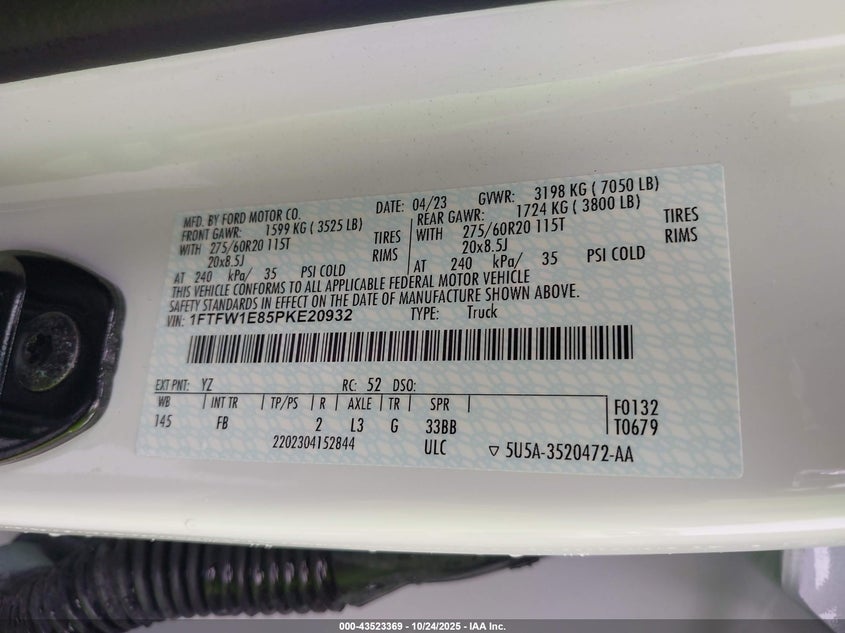 MFD. BY FORD MOTOR CO. DATE: 04/23 GVWR: 3198 KG ( 7050 LB)
FRONT GAWR: 1599 KG ( 3525 LB) REAR GAWR: 1724 KG ( 3800 LB)
WITH 275/60R20 115T TIRES WITH 275/60R20 115T TIRES
20x8.5J RIMS 20x8.5J RIMS
AT 240 kPa/ 35 PSI COLD AT 240 kPa/ 35 PSI COLD
THIS VEHICLE CONFORMS TO ALL APPLICABLE FEDERAL MOTOR VEHICLE
SAFETY STANDARDS IN EFFECT ON THE DATE OF MANUFACTURE SHOWN ABOVE.
VIN: 1FTFW1E85PKE20932 TYPE: Truck
EXT PNT: YZ RC: 52 DSO:
WB INT TR TP/PS R AXLE TR SPR F0132
145 FB 2 L3 G 33BB T0679
2202304152844 ULC ▽ 5U5A-3520472-AA
000-43523369 - 10/24/2025 - IAA Inc.